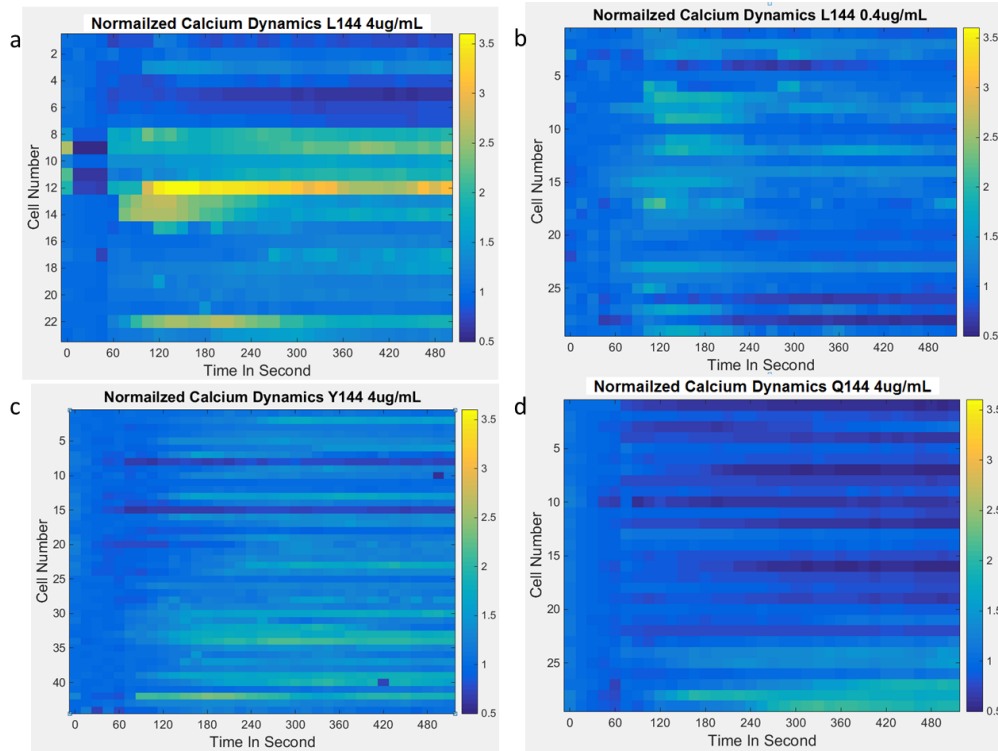 a
Normailzed Calcium Dynamics L144 4ug/mL
Cell Number
2
4
6
8
10
12
14
16
18
20
22
0 60 120 180 240 300 360 420 480
Time In Second
3.5
3
2.5
2
1.5
1
0.5
b
Normailzed Calcium Dynamics L144 0.4ug/mL
Cell Number
5
10
15
20
25
0 60 120 180 240 300 360 420 480
Time In Second
3.5
3
2.5
2
1.5
1
0.5
c
Normailzed Calcium Dynamics Y144 4ug/mL
Cell Number
5
10
15
20
25
30
35
40
0 60 120 180 240 300 360 420 480
Time In Second
3.5
3
2.5
2
1.5
1
0.5
d
Normailzed Calcium Dynamics Q144 4ug/mL
Cell Number
5
10
15
20
25
0 60 120 180 240 300 360 420 480
Time In Second
3.5
3
2.5
2
1.5
1
0.5